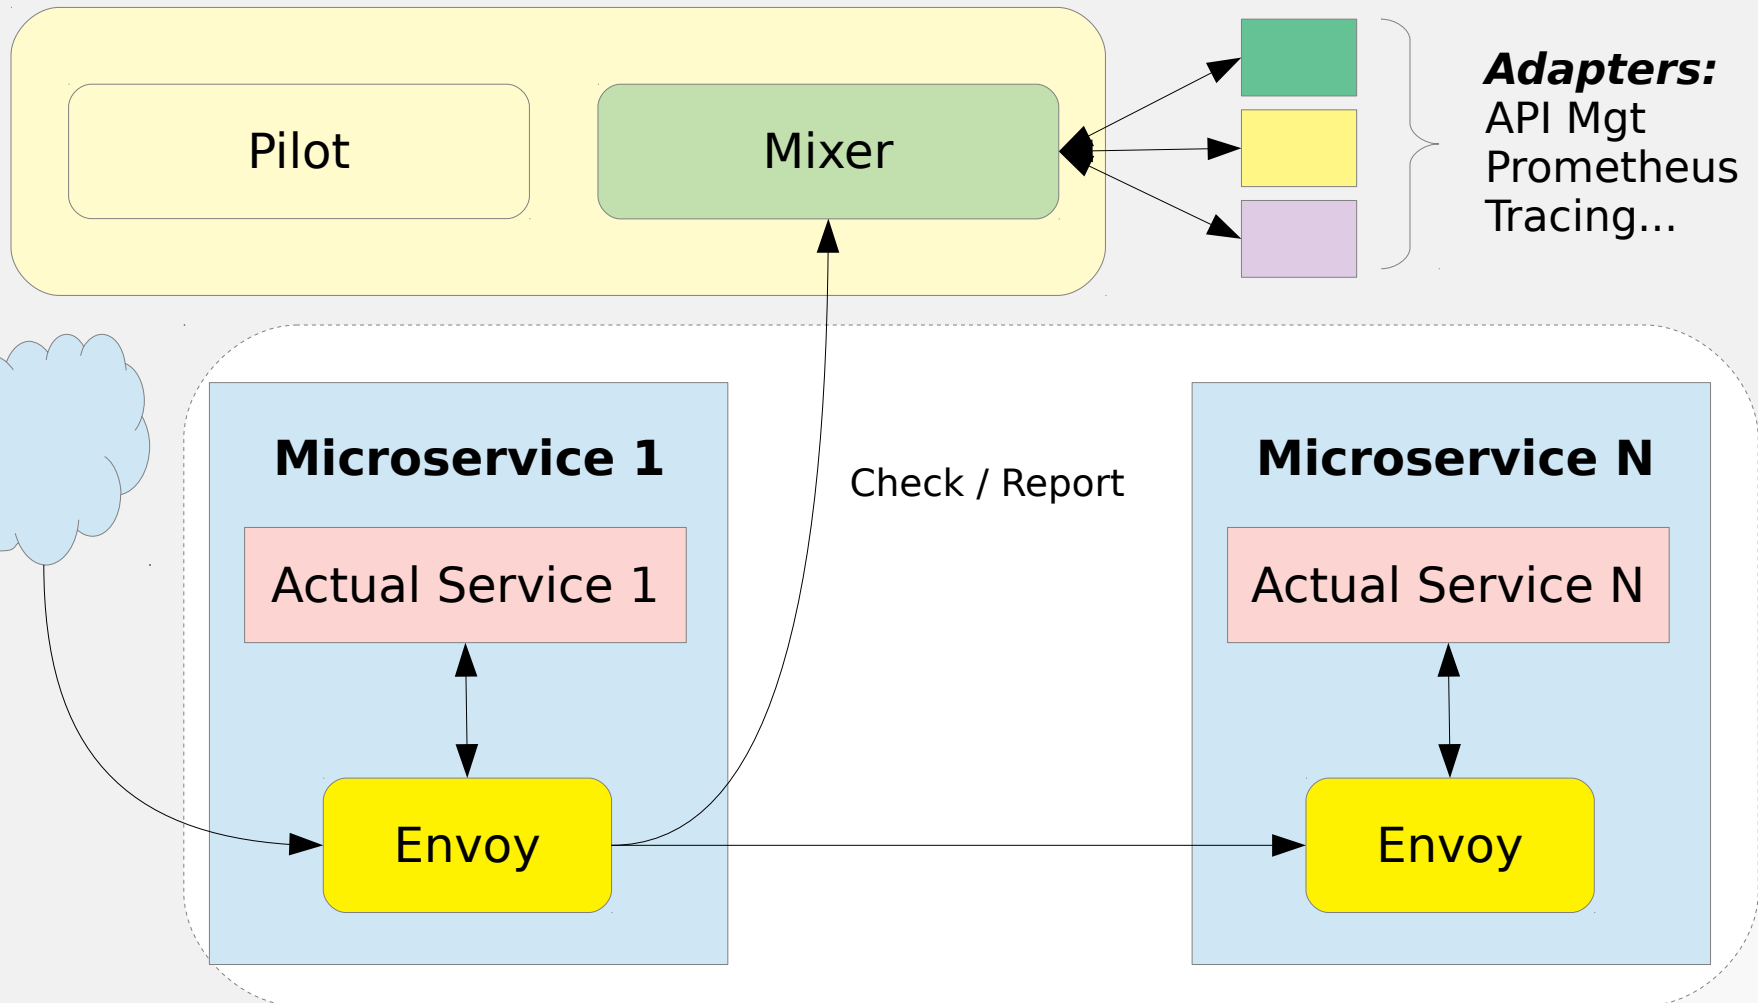 Pilot
Mixer
Adapters:
API Mgt
Prometheus
Tracing...
Microservice 1
Check / Report
Microservice N
Actual Service 1
Actual Service N
Envoy
Envoy